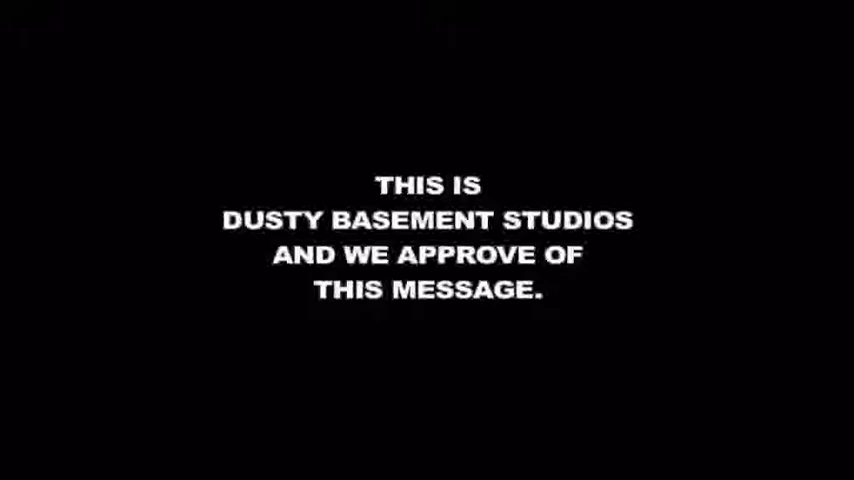 THIS IS
DUSTY BASEMENT STUDIOS
AND WE APPROVE OF
THIS MESSAGE.